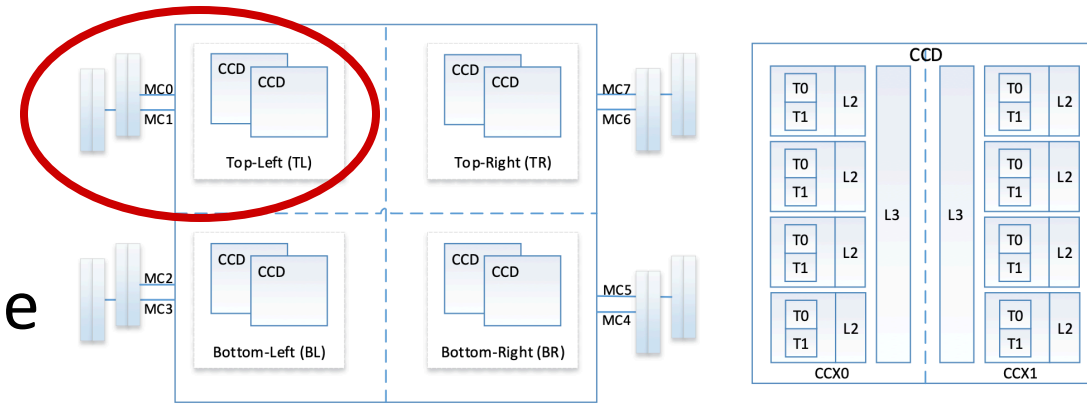 CCD
CCD
MC0
MC1
Top-Left (TL)
CCD
CCD
MC7
MC6
Top-Right (TR)
CCD
CCD
MC2
MC3
Bottom-Left (BL)
CCD
CCD
MC5
MC4
Bottom-Right (BR)
e
CCD
T0
T1
L2
T0
T1
L2
T0
T1
L2
T0
T1
L2
L3
L3
T0
T1
L2
T0
T1
L2
T0
T1
L2
T0
T1
L2
CCX0
CCX1